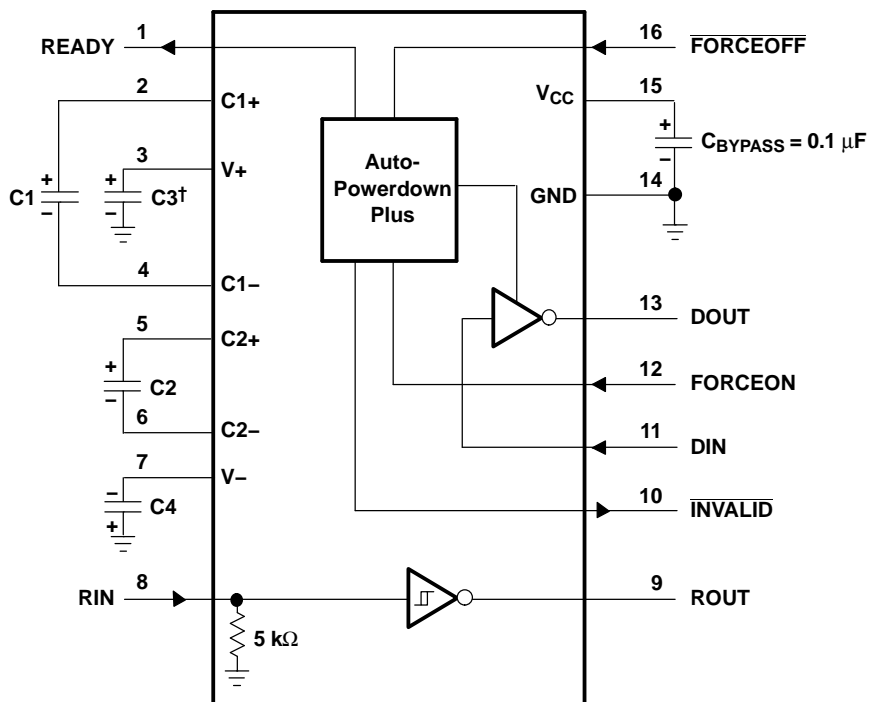 READY 1 16 FORCEOFF
2 C1+ VCC 15
+ CBYPASS = 0.1 μF
−
3 V+ Auto-
Powerdown
Plus
C1 + − + − C3†
GND 14
4 C1−
5 C2+ 13 DOUT
+ C2 −
12 FORCEON
6 C2−
11 DIN
7 V−
− C4 +
10 INVALID
RIN 8 9 ROUT
5 kΩ